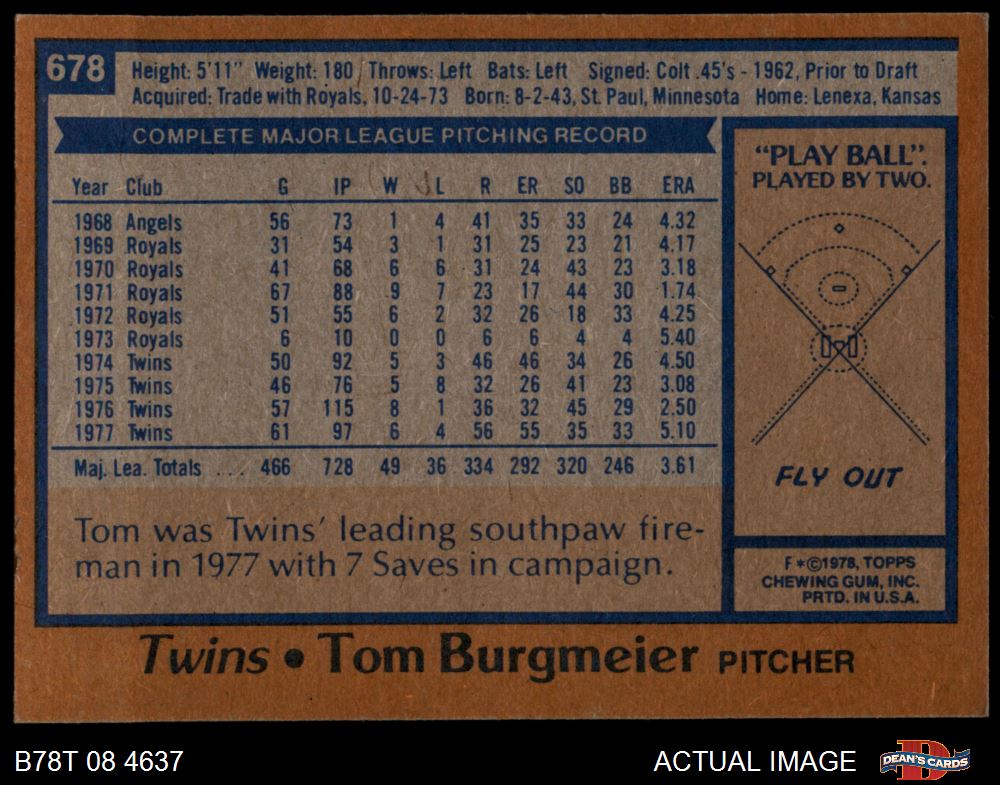 678
Height: 5'11" Weight: 180 Throws: Left Bats: Left Signed: Colt .45's - 1962, Prior to Draft
Acquired: Trade with Royals, 10-24-73 Born: 8-2-43, St. Paul, Minnesota Home: Lenexa, Kansas
COMPLETE MAJOR LEAGUE PITCHING RECORD
Year Club G IP W L R ER SO BB ERA
1968 Angels 56 73 1 4 41 35 33 24 4.32
1969 Royals 31 54 3 1 31 25 23 21 4.17
1970 Royals 41 68 6 6 31 24 43 23 3.18
1971 Royals 67 88 9 7 23 17 44 30 1.74
1972 Royals 51 55 6 2 32 26 18 33 4.25
1973 Royals 6 10 0 0 6 6 4 4 5.40
1974 Twins 50 92 5 3 46 46 34 26 4.50
1975 Twins 46 76 5 8 32 26 41 23 3.08
1976 Twins 57 115 8 1 36 32 45 29 2.50
1977 Twins 61 97 6 4 56 55 35 33 5.10
Maj. Lea. Totals ... 466 728 49 36 334 292 320 246 3.61
Tom was Twins' leading southpaw fire-
man in 1977 with 7 Saves in campaign.
"PLAY BALL".
PLAYED BY TWO.
FLY OUT
F*©1978, TOPPS
CHEWING GUM, INC.
PRTD. IN U.S.A.
Twins • Tom Burgmeier PITCHER
B78T 08 4637
ACTUAL IMAGE
DEAN'S CARDS